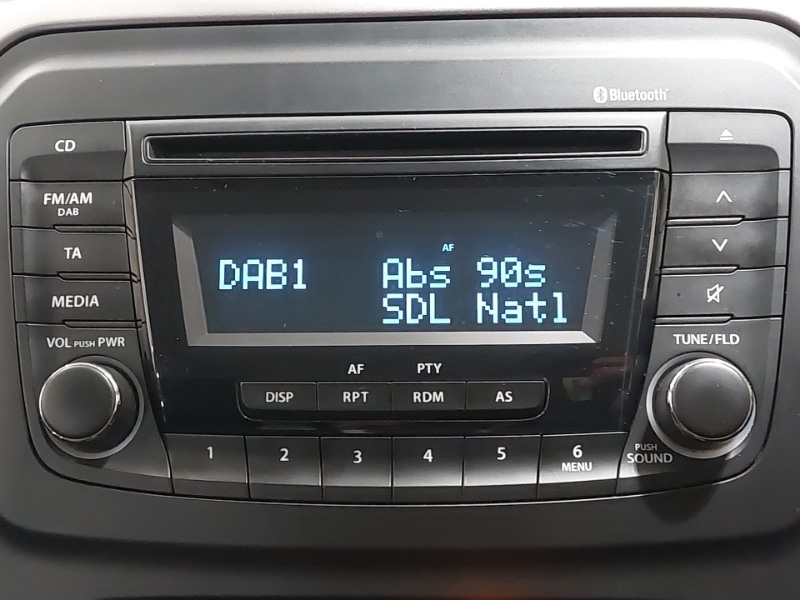 Bluetooth
CD
FM/AM
DAB
TA
MEDIA
VOL PUSH PWR
AF
DAB1 Abs 90s
SDL Natl
TUNE/FLD
AF PTY
DISP RPT RDM AS
1 2 3 4 5 6
MENU
PUSH
SOUND